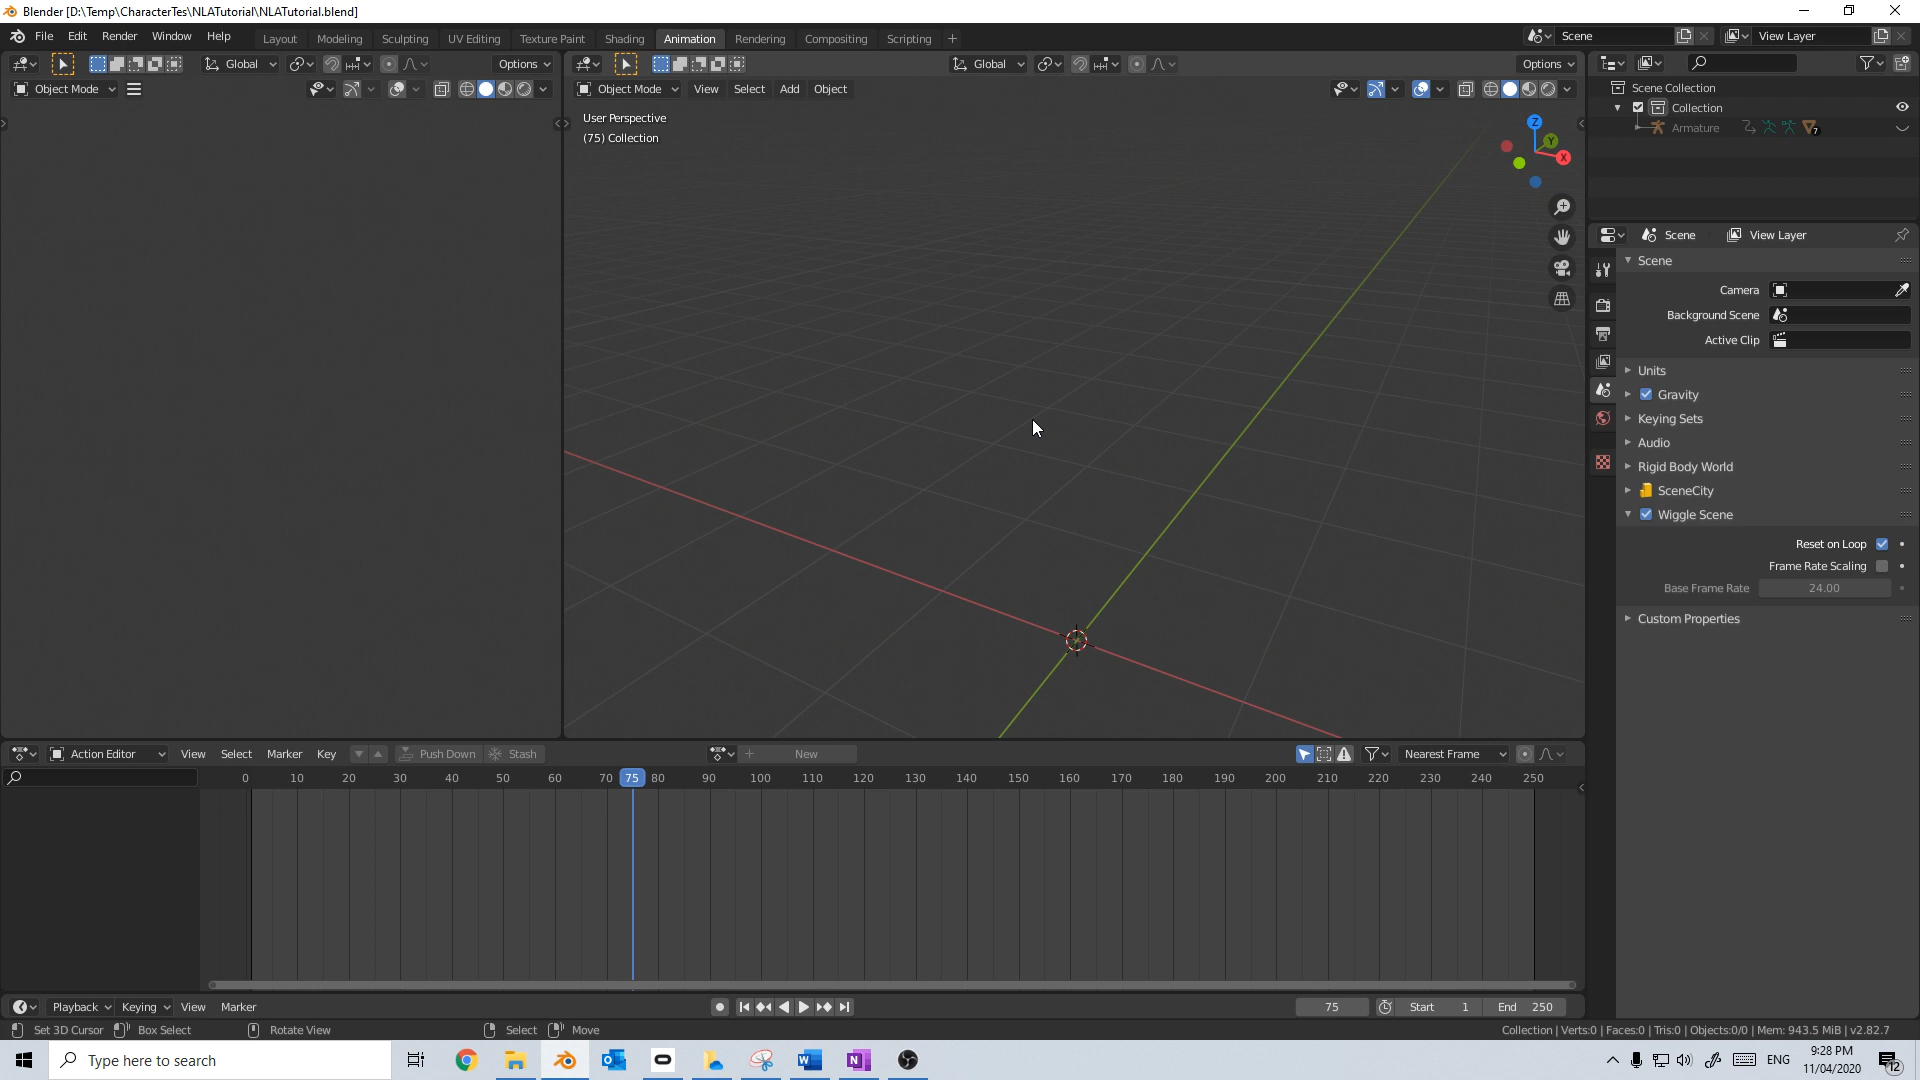 Blender [D:\Temp\CharacterTes\NLATutorial\NLATutorial.blend]
File Edit Render Window Help Layout Modeling Sculpting UV Editing Texture Paint Shading Animation Rendering Compositing Scripting + Scene View Layer
Global Options Global Options
Object Mode Object Mode View Select Add Object
User Perspective
(75) Collection
Z
Y
X
Scene Collection
Collection
Armature 7
Scene View Layer
Scene
Camera
Background Scene
Active Clip
Units
Gravity
Keying Sets
Audio
Rigid Body World
SceneCity
Wiggle Scene
Reset on Loop
Frame Rate Scaling
Base Frame Rate 24.00
Custom Properties
Action Editor View Select Marker Key Push Down Stash New Nearest Frame
0 10 20 30 40 50 60 70 75 80 90 100 110 120 130 140 150 160 170 180 190 200 210 220 230 240 250
Playback Keying View Marker 75 Start 1 End 250
Set 3D Cursor Box Select Rotate View Select Move Collection | Verts:0 | Faces:0 | Tris:0 | Objects:0/0 | Mem: 943.5 MiB | v2.82.7
Type here to search ENG 9:28 PM
11/04/2020 12